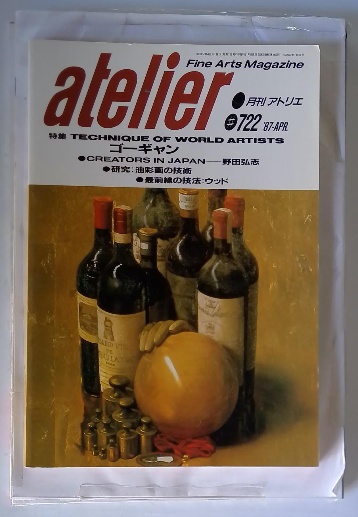 Fine Arts Magazine
atelier
●月刊アトリエ
722 '87-APR.
特集 TECHNIQUE OF WORLD ARTISTS
ゴーギャン
●CREATORS IN JAPAN──野田弘志
●研究:油彩画の技術
●最前線の技法:ウッド